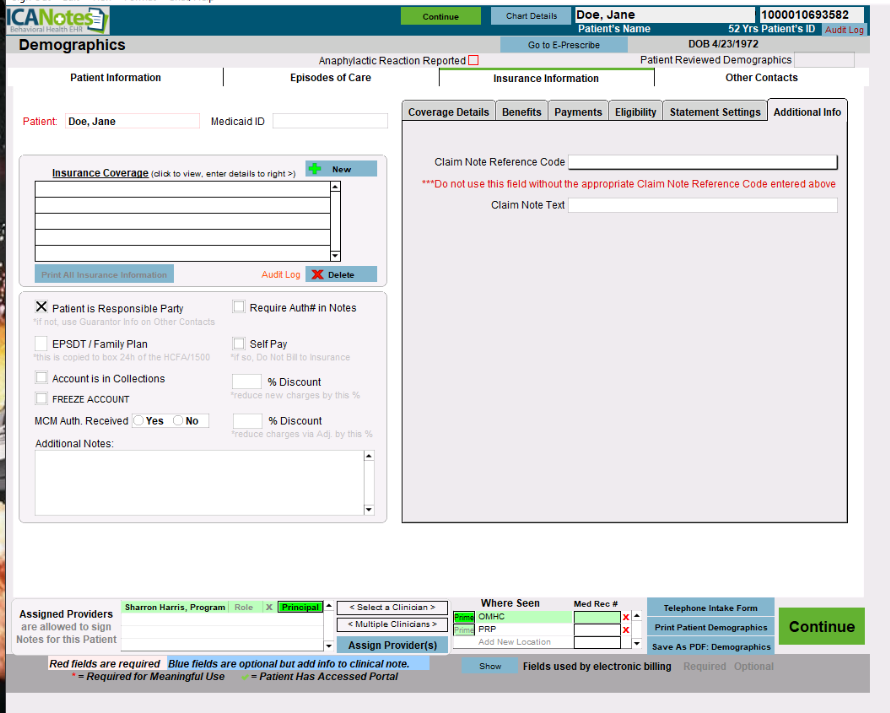 ICANotes
Behavioral Health EHR
Continue
Chart Details
Doe, Jane
1000010693582
Patient's Name
52 Yrs Patient's ID
Audit Log
Demographics
Go to E-Prescribe
DOB 4/23/1972
Anaphylactic Reaction Reported
Patient Reviewed Demographics
Patient Information
Episodes of Care
Insurance Information
Other Contacts
Patient: Doe, Jane
Medicaid ID
Coverage Details
Benefits
Payments
Eligibility
Statement Settings
Additional Info
Insurance Coverage (click to view, enter details to right >)
New
Print All Insurance Information
Audit Log
Delete
Claim Note Reference Code
***Do not use this field without the appropriate Claim Note Reference Code entered above
Claim Note Text
Patient is Responsible Party
*if not, use Guarantor Info on Other Contacts
Require Auth# in Notes
EPSDT / Family Plan
*this is copied to box 24h of the HCFA/1500
Self Pay
*if so, Do Not Bill to Insurance
Account is in Collections
% Discount
*reduce new charges by this %
FREEZE ACCOUNT
MCM Auth. Received Yes No
% Discount
*reduce charges via Adj. by this %
Additional Notes:
Assigned Providers
are allowed to sign
Notes for this Patient
Sharron Harris, Program Role X Principal
< Select a Clinician >
< Multiple Clinicians >
Assign Provider(s)
Where Seen
Med Rec #
Prime OMHC X
Prime PRP X
Add New Location
Telephone Intake Form
Print Patient Demographics
Save As PDF: Demographics
Continue
Red fields are required Blue fields are optional but add info to clinical note.
* = Required for Meaningful Use = Patient Has Accessed Portal
Show
Fields used by electronic billing Required Optional